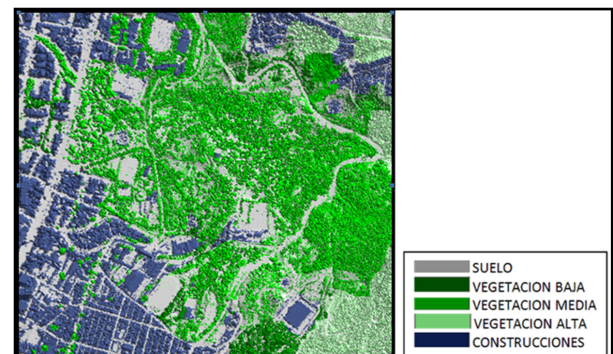 SUELO
VEGETACION BAJA
VEGETACION MEDIA
VEGETACION ALTA
CONSTRUCCIONES